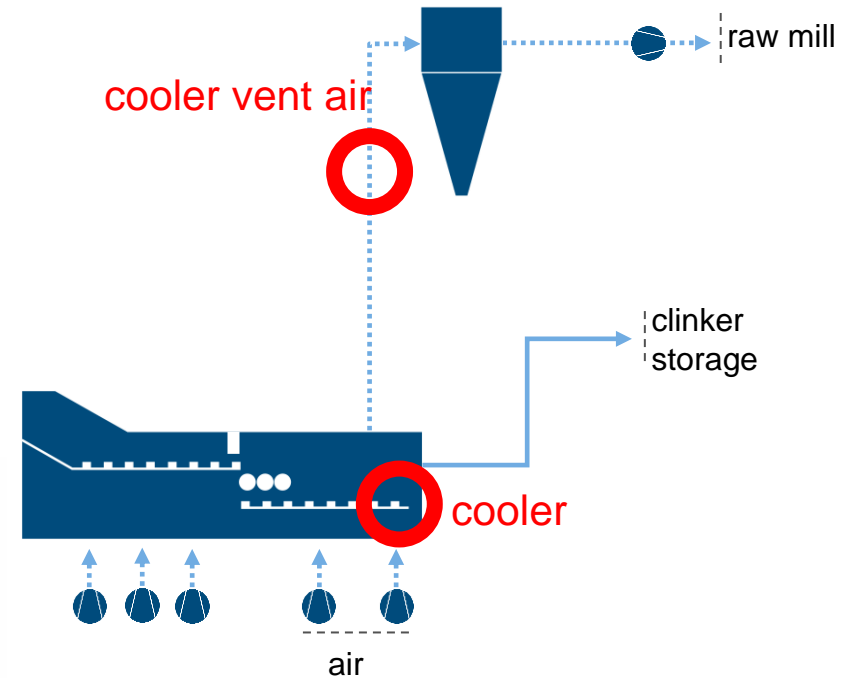 raw mill
cooler vent air
clinker
storage
cooler
air